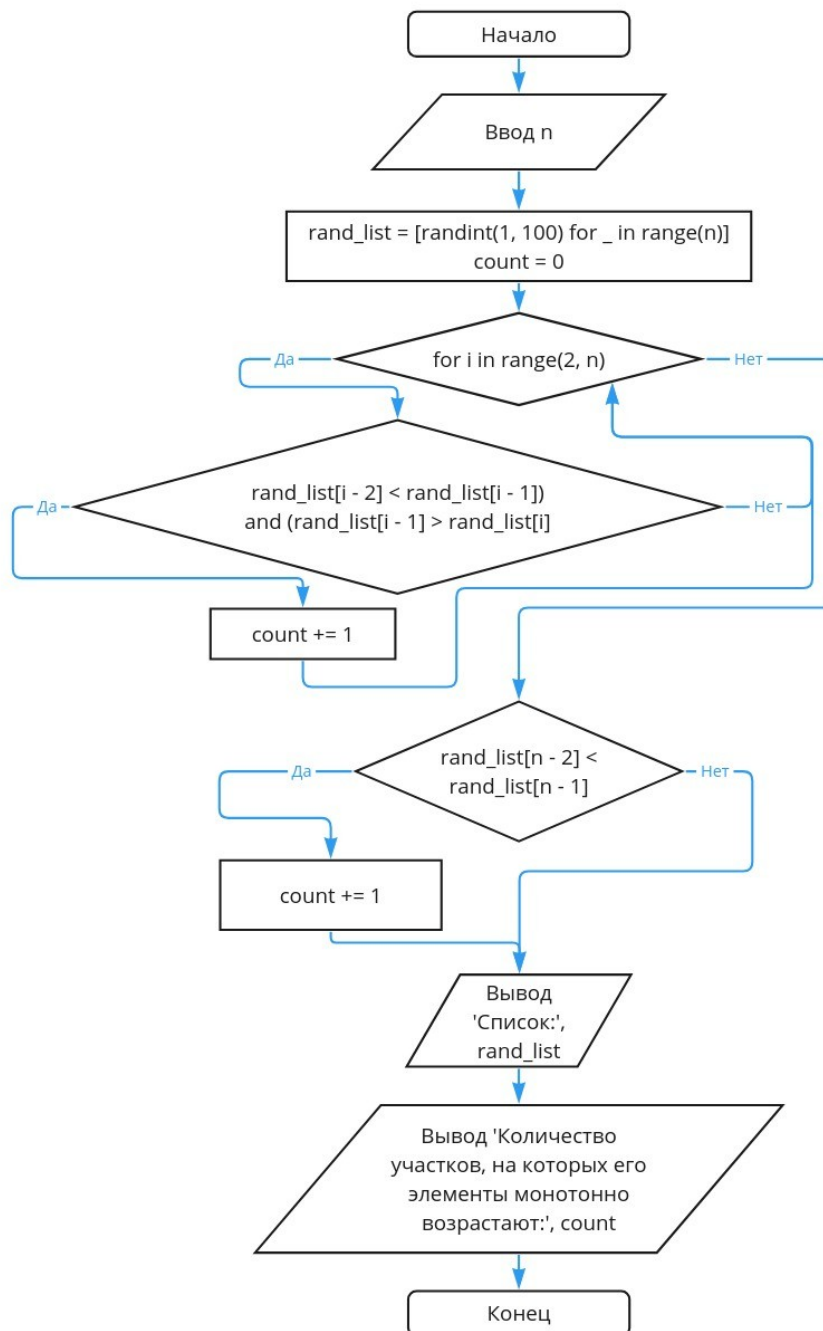 Начало
Ввод n
rand_list = [randint(1, 100) for _ in range(n)]
count = 0
for i in range(2, n)
Да
Нет
rand_list[i - 2] < rand_list[i - 1])
and (rand_list[i - 1] > rand_list[i]
Да
Нет
count += 1
rand_list[n - 2] <
rand_list[n - 1]
Да
Нет
count += 1
Вывод
'Список:',
rand_list
Вывод 'Количество
участков, на которых его
элементы монотонно
возрастают:', count
Конец